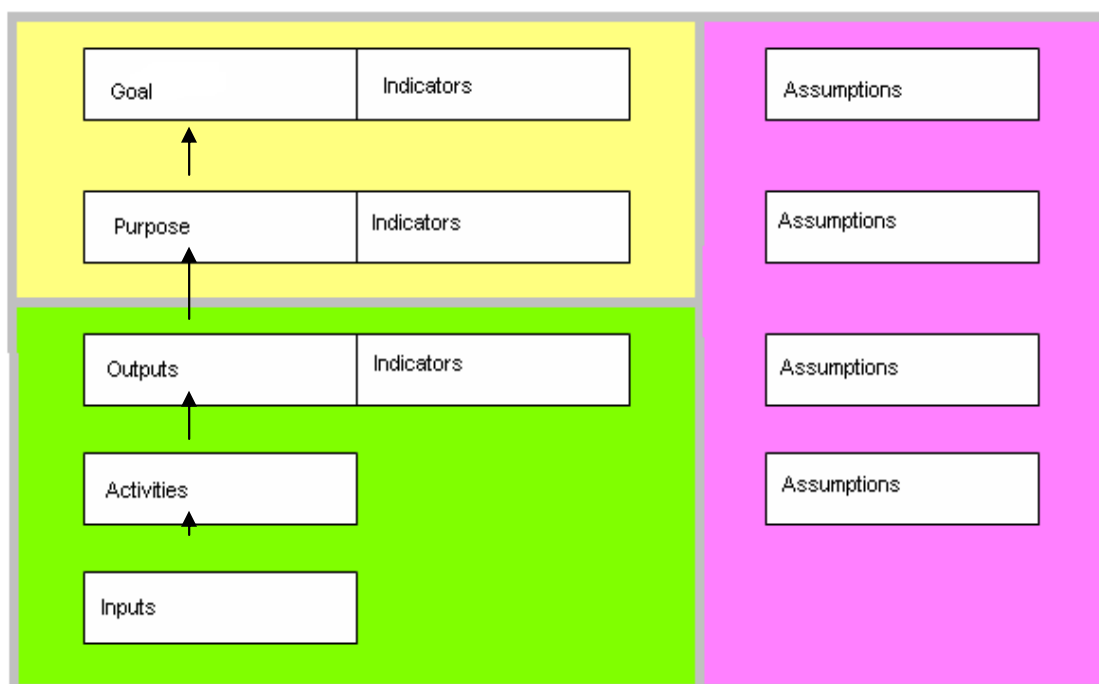 Goal
Indicators
Assumptions
Purpose
Indicators
Assumptions
Outputs
Indicators
Assumptions
Activities
Assumptions
Inputs